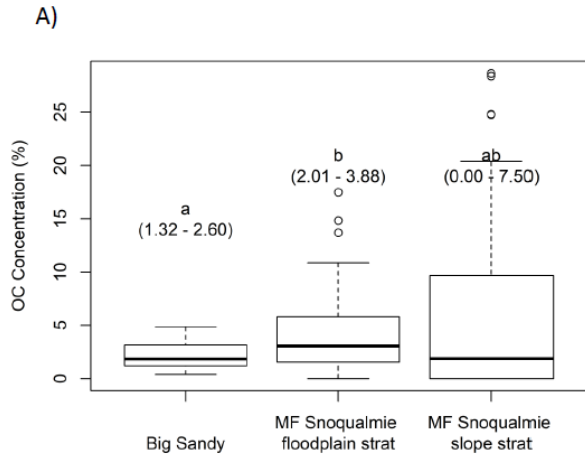 A)
OC Concentration (%)
25
20
15
10
5
0
a
(1.32 - 2.60)
b
(2.01 - 3.88)
ab
(0.00 - 7.50)
Big Sandy
MF Snoqualmie
floodplain strat
MF Snoqualmie
slope strat